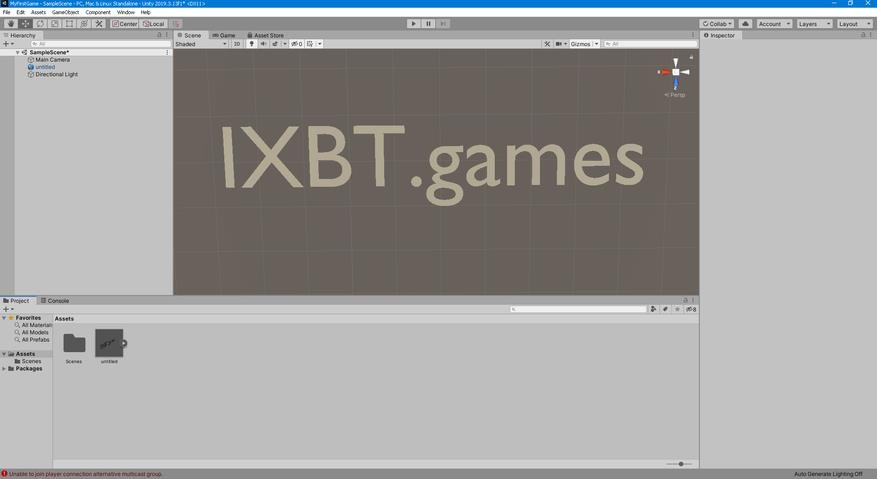 MyFirstGame - SampleScene - PC, Mac & Linux Standalone - Unity 2019.3.13f1* <DX11>
File Edit Assets GameObject Component Window Help
Center Local
Collab Account Layers Layout
Hierarchy
All
SampleScene*
Main Camera
untitled
Directional Light
Scene Game Asset Store
Shaded 2D 0 Gizmos All
Persp
IXBT.games
Inspector
Project Console
8
Favorites
All Materials
All Models
All Prefabs
Assets
Scenes
Packages
Assets
Scenes untitled
Unable to join player connection alternative multicast group.
Auto Generate Lighting Off